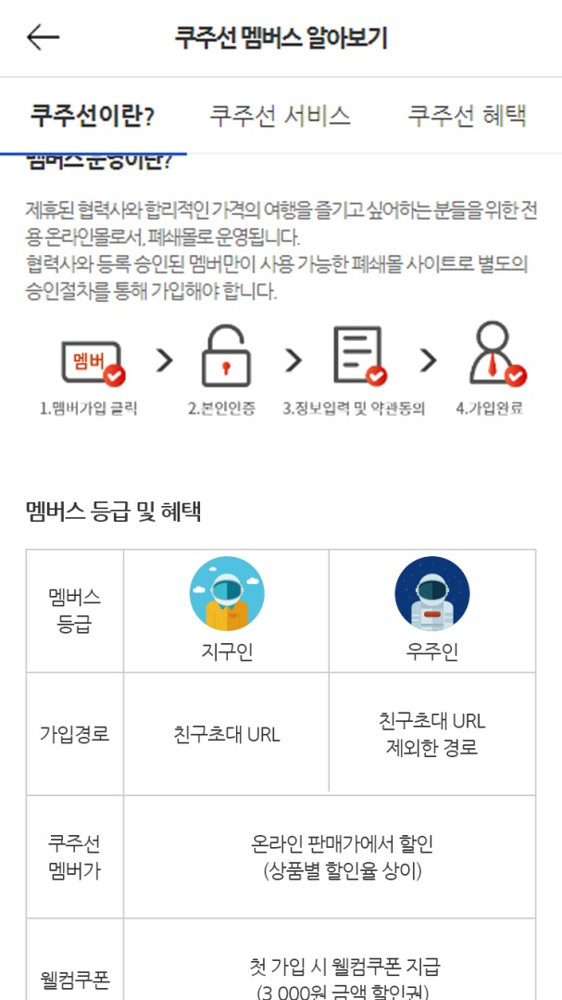 쿠주선 멤버스 알아보기
쿠주선이란?
쿠주선 서비스
쿠주선 혜택
멤버스 운영이란?
제휴된 협력사와 합리적인 가격의 여행을 즐기고 싶어하는 분들을 위한 전
용 온라인몰로서, 폐쇄몰로 운영됩니다.
협력사와 등록 승인된 멤버만이 사용 가능한 폐쇄몰 사이트로 별도의
승인절차를 통해 가입해야 합니다.
멤버
1.멤버가입 클릭
2.본인인증
3.정보입력 및 약관동의
4.가입완료
멤버스 등급 및 혜택
멤버스
등급
지구인
우주인
가입경로
친구초대 URL
친구초대 URL
제외한 경로
쿠주선
멤버가
온라인 판매가에서 할인
(상품별 할인율 상이)
웰컴쿠폰
첫 가입 시 웰컴쿠폰 지급
(3,000원 금액 할인권)